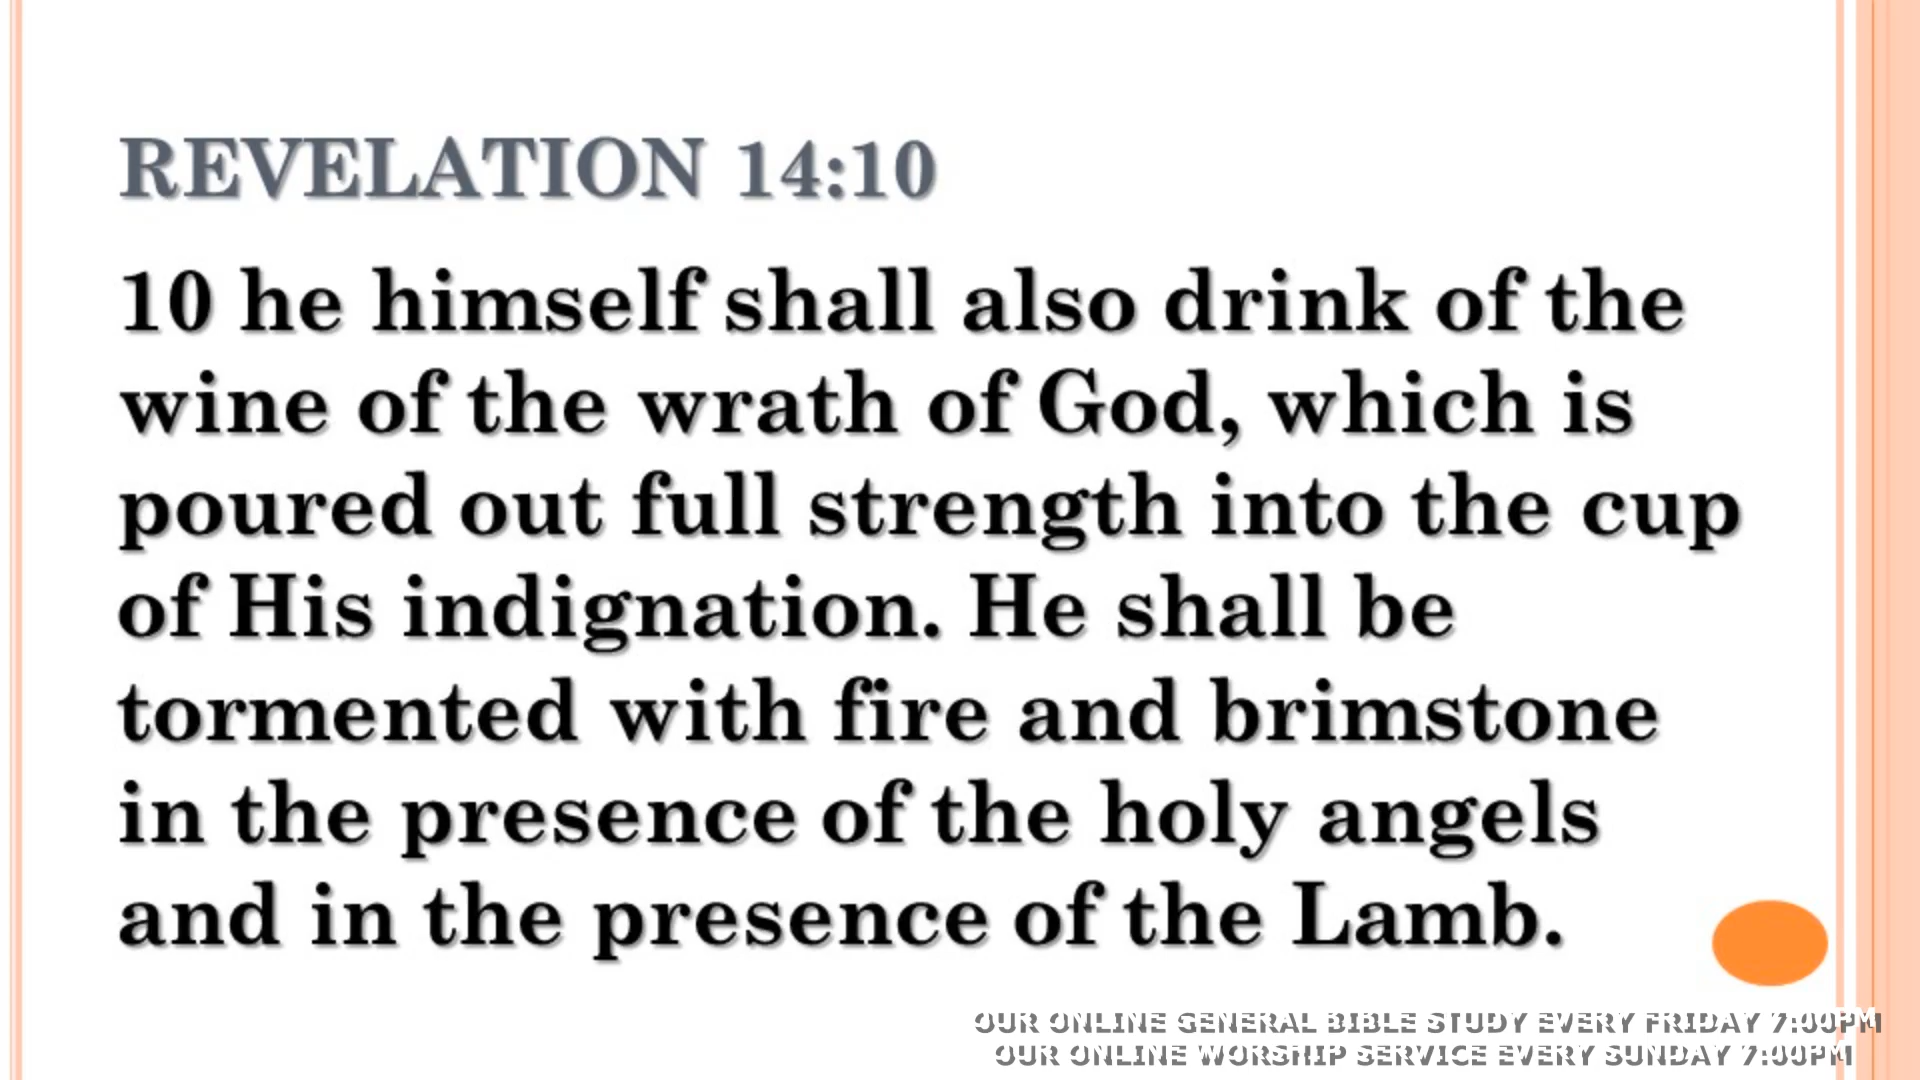 REVELATION 14:10
10 he himself shall also drink of the
wine of the wrath of God, which is
poured out full strength into the cup
of His indignation. He shall be
tormented with fire and brimstone
in the presence of the holy angels
and in the presence of the Lamb.
OUR ONLINE GENERAL BIBLE STUDY EVERY FRIDAY 7:00PM
OUR ONLINE WORSHIP SERVICE EVERY SUNDAY 7:00PM